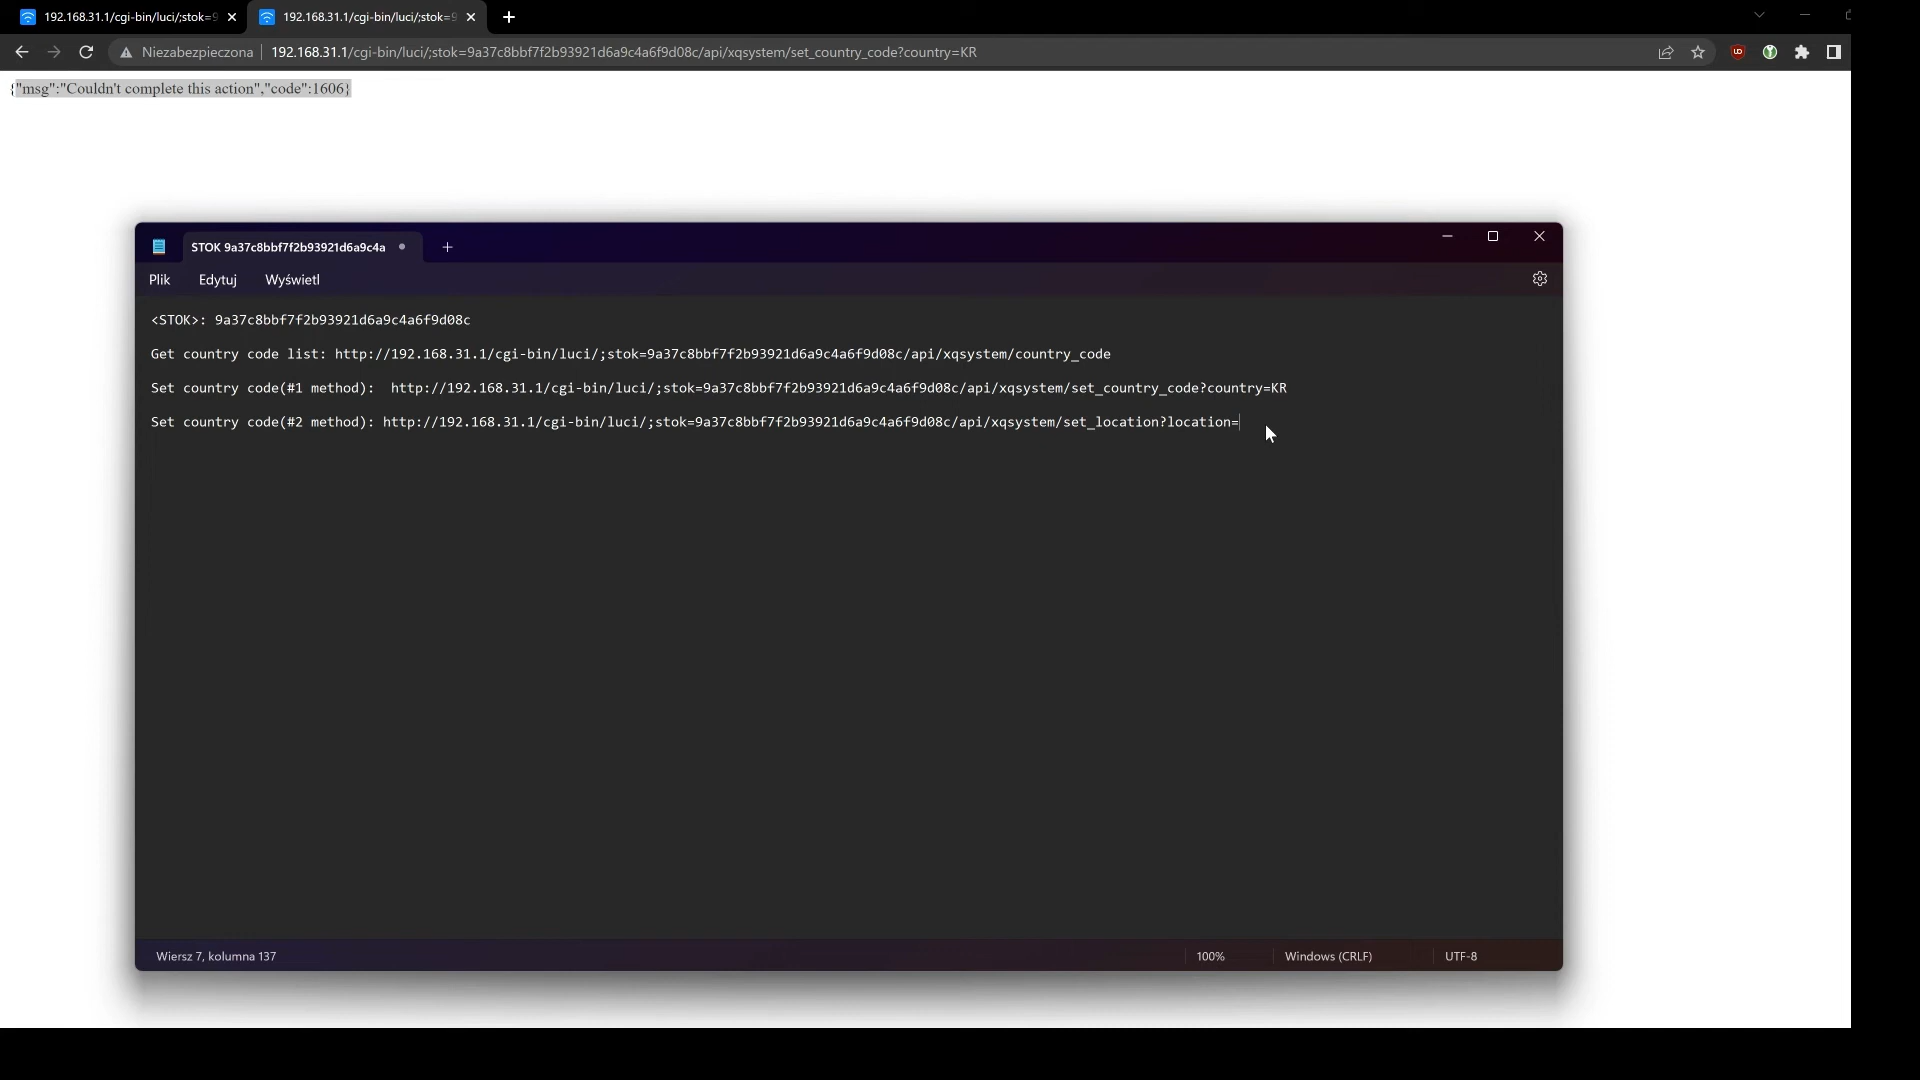 192.168.31.1/cgi-bin/luci/;stok=9
192.168.31.1/cgi-bin/luci/;stok=9
Niezabezpieczona
192.168.31.1/cgi-bin/luci/;stok=9a37c8bbf7f2b93921d6a9c4a6f9d08c/api/xqsystem/set_country_code?country=KR
{"msg":"Couldn't complete this action","code":1606}
STOK 9a37c8bbf7f2b93921d6a9c4a
Plik Edytuj Wyświetl
<STOK>: 9a37c8bbf7f2b93921d6a9c4a6f9d08c
Get country code list: http://192.168.31.1/cgi-bin/luci/;stok=9a37c8bbf7f2b93921d6a9c4a6f9d08c/api/xqsystem/country_code
Set country code(#1 method):  http://192.168.31.1/cgi-bin/luci/;stok=9a37c8bbf7f2b93921d6a9c4a6f9d08c/api/xqsystem/set_country_code?country=KR
Set country code(#2 method): http://192.168.31.1/cgi-bin/luci/;stok=9a37c8bbf7f2b93921d6a9c4a6f9d08c/api/xqsystem/set_location?location=
Wiersz 7, kolumna 137
100%
Windows (CRLF)
UTF-8